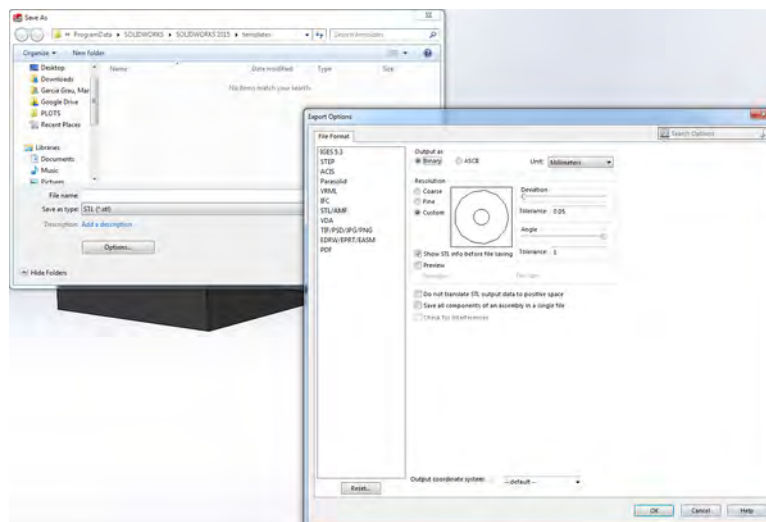 Save As
ProgramData ▸ SOLIDWORKS ▸ SOLIDWORKS 2015 ▸ templates
Search templates
Organize
New folder
Desktop
Downloads
Garcia Grau, Mar
Google Drive
PLOTS
Recent Places
Libraries
Documents
Music
Pictures
Name
Date modified
Type
Size
No items match your search.
File name:
Save as type: STL (*.stl)
Description: Add a description
Options...
Hide Folders
Export Options
File Format
Search Options
IGES 5.3
STEP
ACIS
Parasolid
VRML
IFC
STL/AMF
VDA
TIF/PSD/JPG/PNG
EDRW/EPRT/EASM
PDF
Reset...
Output as
Binary
ASCII
Unit: Millimeters
Resolution
Coarse
Fine
Custom
Deviation
Tolerance: 0.05
Angle
Tolerance: 1
Show STL info before file saving
Preview
Do not translate STL output data to positive space
Save all components of an assembly in a single file
Check for interferences
Output coordinate system: -- default --
OK
Cancel
Help